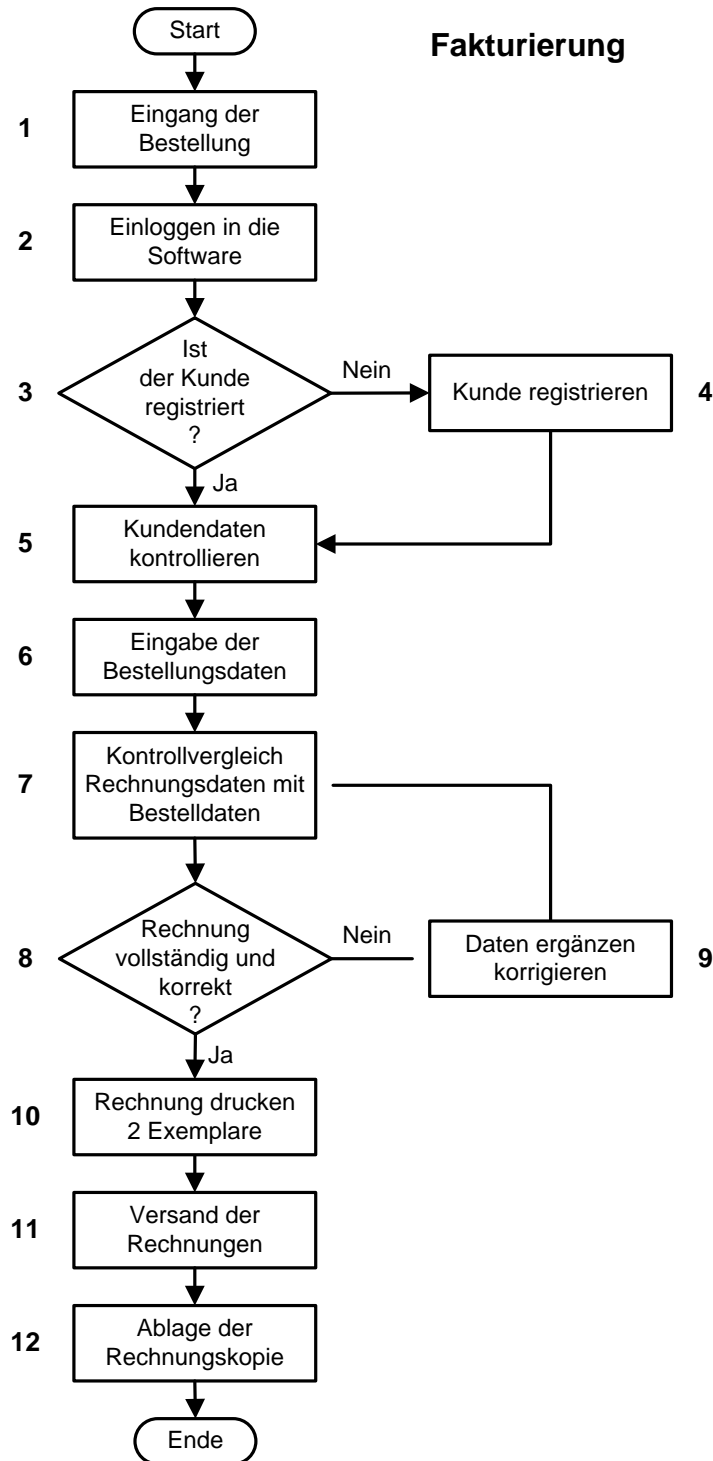 Start
Fakturierung
1
Eingang der
Bestellung
2
Einloggen in die
Software
3
Ist
der Kunde
registriert
?
Nein
Kunde registrieren
4
Ja
5
Kundendaten
kontrollieren
6
Eingabe der
Bestellungsdaten
7
Kontrollvergleich
Rechnungsdaten mit
Bestelldaten
8
Rechnung
vollständig und
korrekt
?
Nein
Daten ergänzen
korrigieren
9
Ja
10
Rechnung drucken
2 Exemplare
11
Versand der
Rechnungen
12
Ablage der
Rechnungskopie
Ende